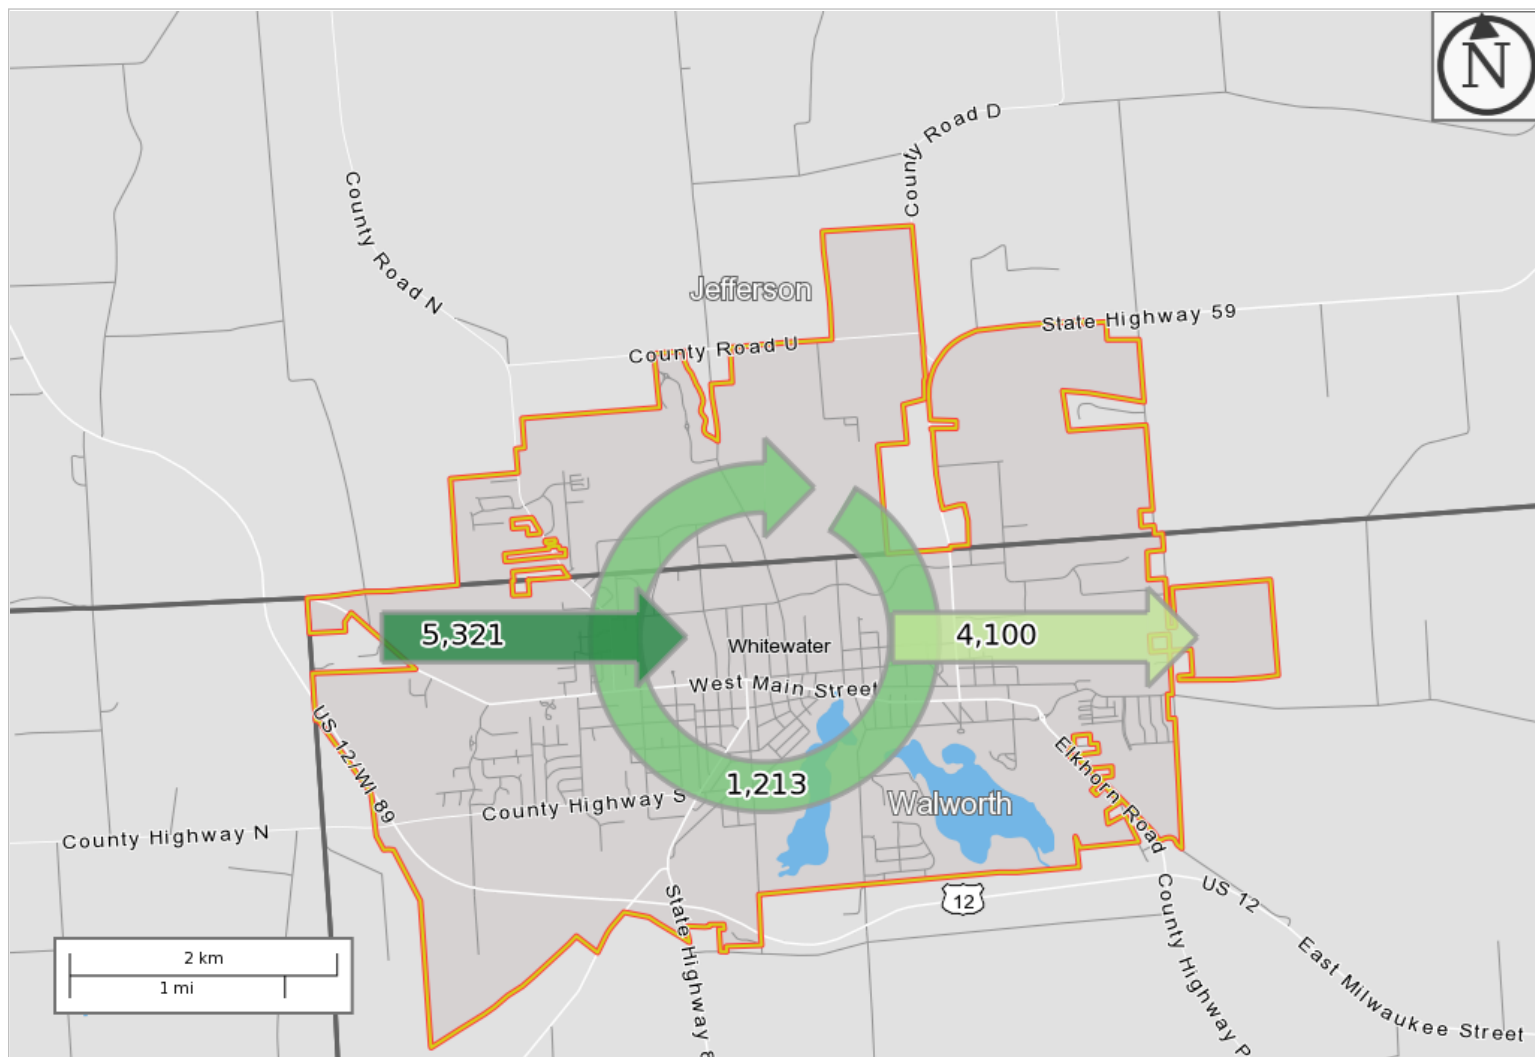 N
County Road D
County Road N
Jefferson
State Highway 59
County Road U
5,321
4,100
Whitewater
West Main Street
US 12/WI 89
Elkhorn Road
1,213
County Highway S
Walworth
County Highway N
US 12
12
State Highway 8
County Highway P
East Milwaukee Street
2 km
1 mi